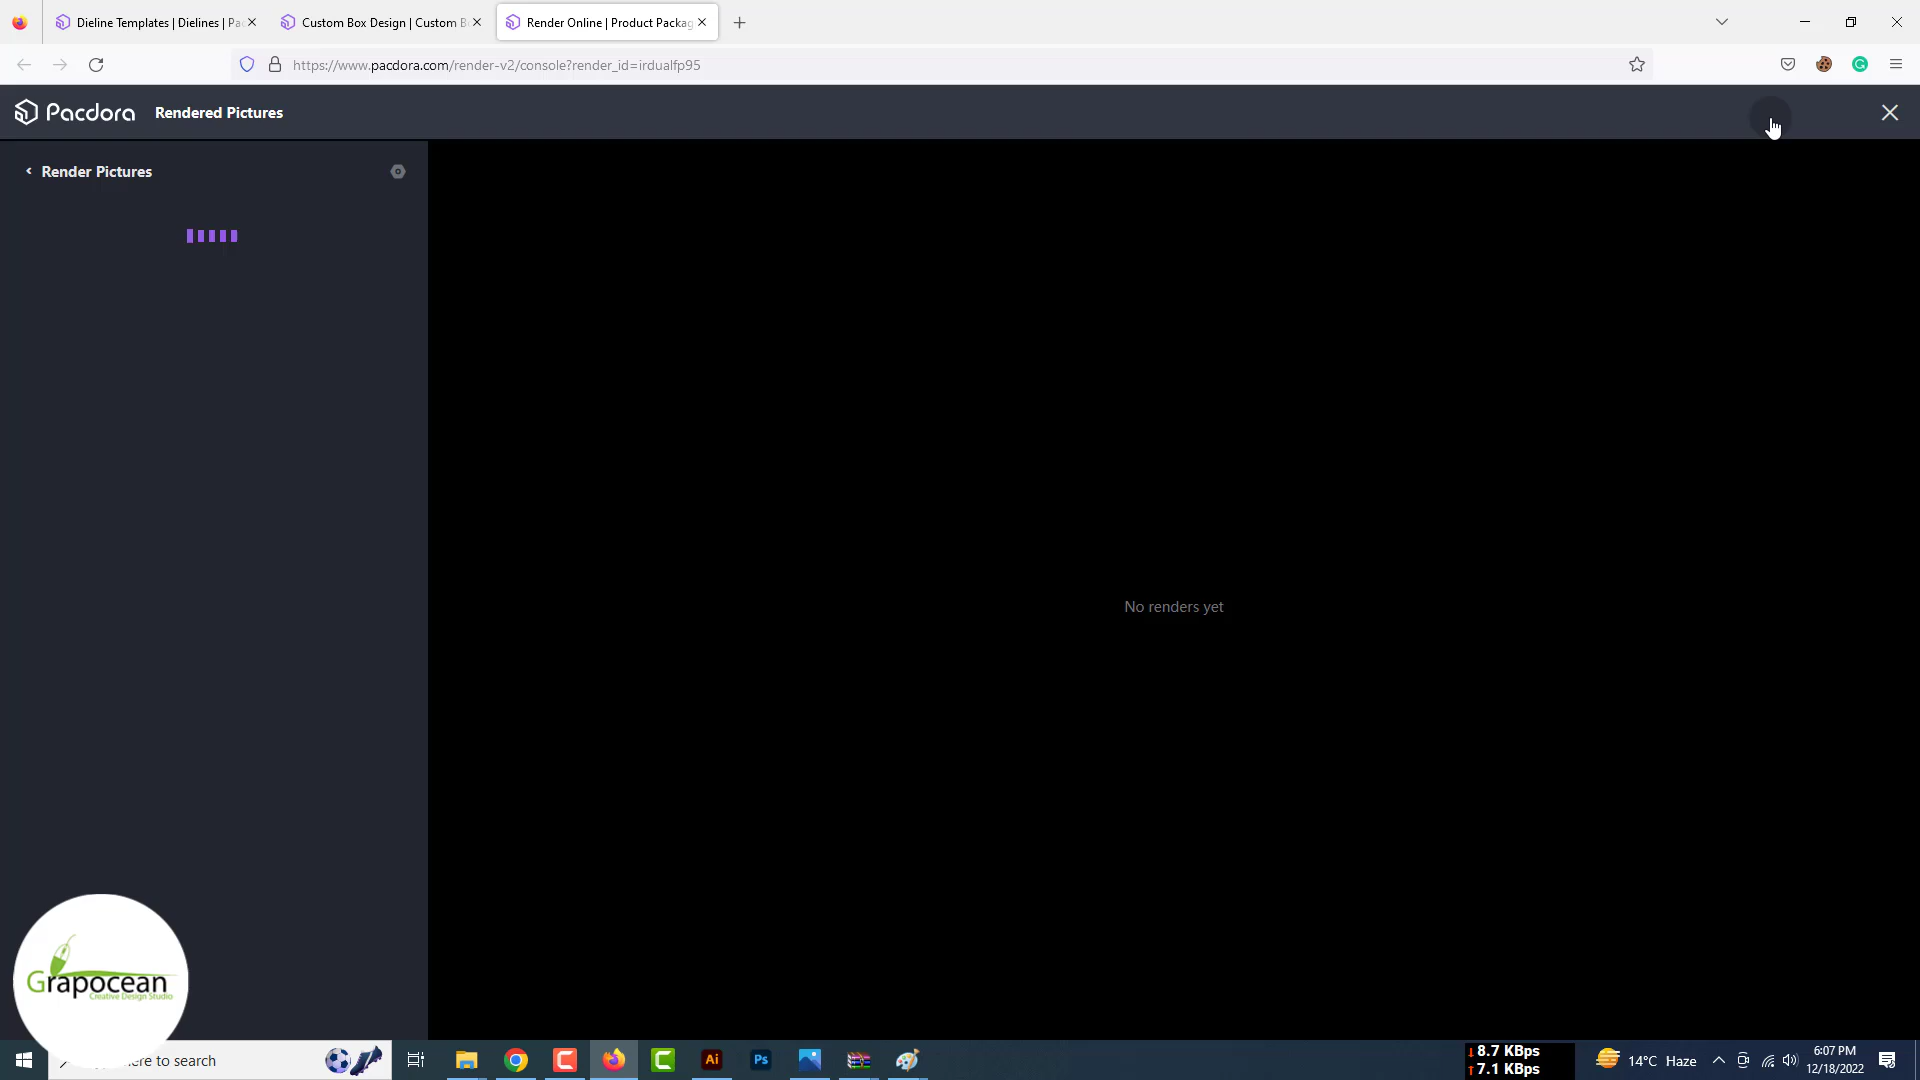 Dieline Templates | Dielines | Pac
Custom Box Design | Custom B
Render Online | Product Packag
https://www.pacdora.com/render-v2/console?render_id=irdualfp95
Pacdora
Rendered Pictures
Render Pictures
No renders yet
Grapocean
Creative Design Studio
here to search
Ai
Ps
8.7 KBps
7.1 KBps
14°C Haze
6:07 PM
12/18/2022